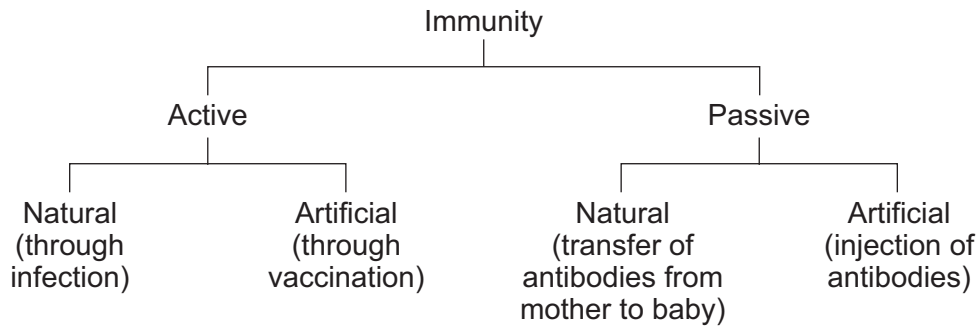 Immunity
Active
Passive
Natural
(through
infection)
Artificial
(through
vaccination)
Natural
(transfer of
antibodies from
mother to baby)
Artificial
(injection of
antibodies)